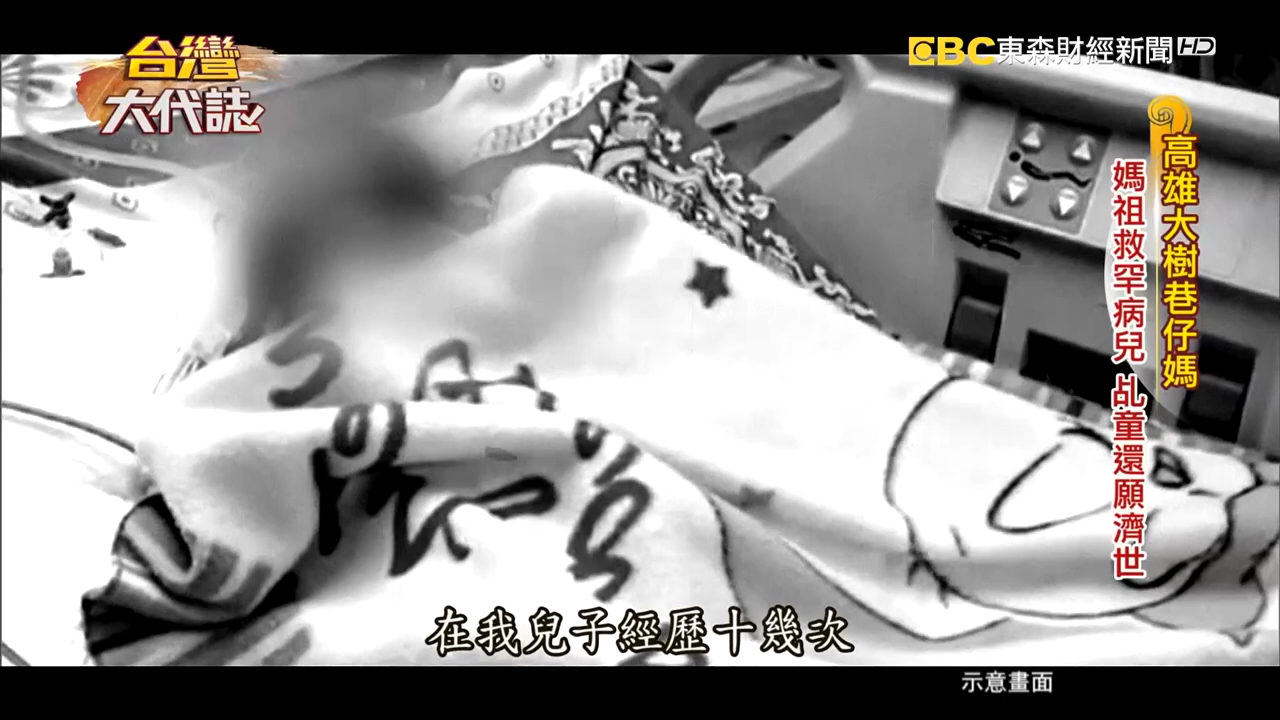 台灣
大代誌
EBC東森財經新聞HD
高雄大樹巷仔媽
媽祖救罕病兒 乩童還願濟世
在我兒子經歷十幾次
示意畫面